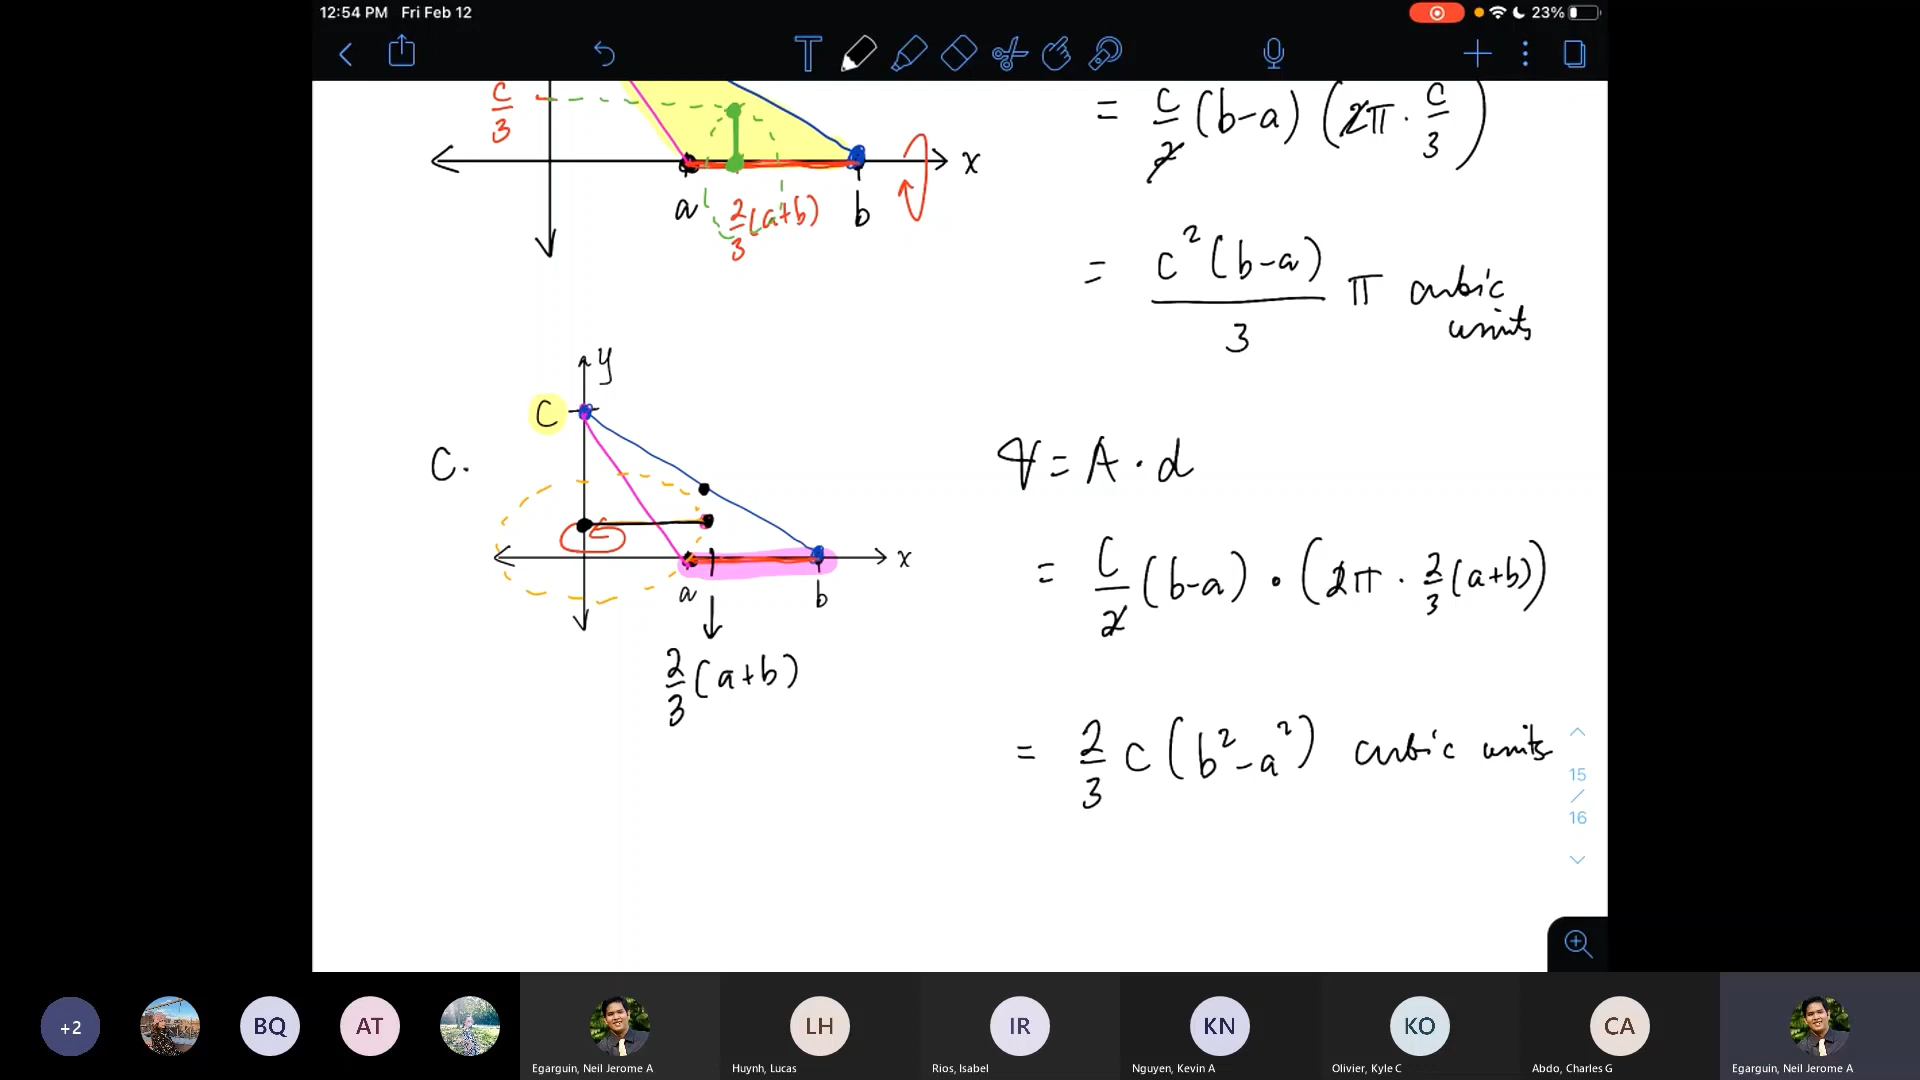 12:54 PM Fri Feb 12
23%
T
c/3
x
a
2/3(a+b)
b
= c/2 (b-a) (2π · c/3)
= c²(b-a)/3 π cubic
units
y
C
C.
x
a
b
2/3(a+b)
V = A · d
= c/2 (b-a) · (2π · 2/3(a+b))
= 2/3 c (b²-a²) cubic units
15
/
16
+2
BQ
AT
LH
IR
KN
KO
CA
Egarguin, Neil Jerome A
Huynh, Lucas
Rios, Isabel
Nguyen, Kevin A
Olivier, Kyle C
Abdo, Charles G
Egarguin, Neil Jerome A